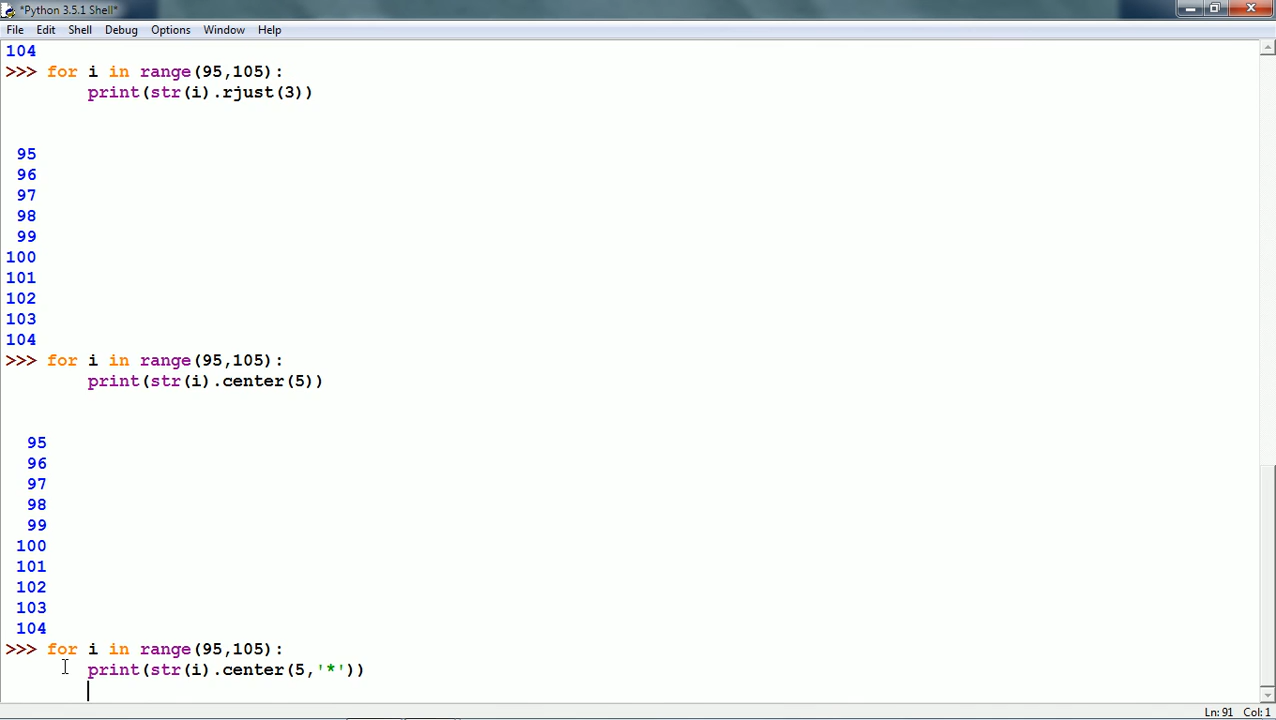 *Python 3.5.1 Shell*
File Edit Shell Debug Options Window Help
104
>>> for i in range(95,105):
        print(str(i).rjust(3))
 95
 96
 97
 98
 99
100
101
102
103
104
>>> for i in range(95,105):
        print(str(i).center(5))
  95
  96
  97
  98
  99
 100
 101
 102
 103
 104
>>> for i in range(95,105):
        print(str(i).center(5,'*'))
Ln: 91 Col: 1